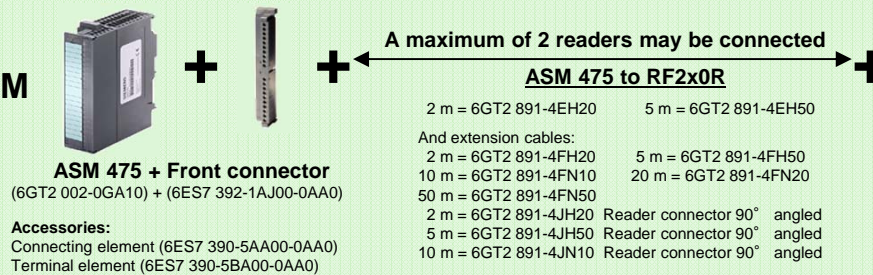 M
+
+
+
ASM 475 + Front connector
(6GT2 002-0GA10) + (6ES7 392-1AJ00-0AA0)
Accessories:
Connecting element (6ES7 390-5AA00-0AA0)
Terminal element (6ES7 390-5BA00-0AA0)
A maximum of 2 readers may be connected
ASM 475 to RF2x0R
2 m = 6GT2 891-4EH20 5 m = 6GT2 891-4EH50
And extension cables:
2 m = 6GT2 891-4FH20 5 m = 6GT2 891-4FH50
10 m = 6GT2 891-4FN10 20 m = 6GT2 891-4FN20
50 m = 6GT2 891-4FN50
2 m = 6GT2 891-4JH20 Reader connector 90° angled
5 m = 6GT2 891-4JH50 Reader connector 90° angled
10 m = 6GT2 891-4JN10 Reader connector 90° angled